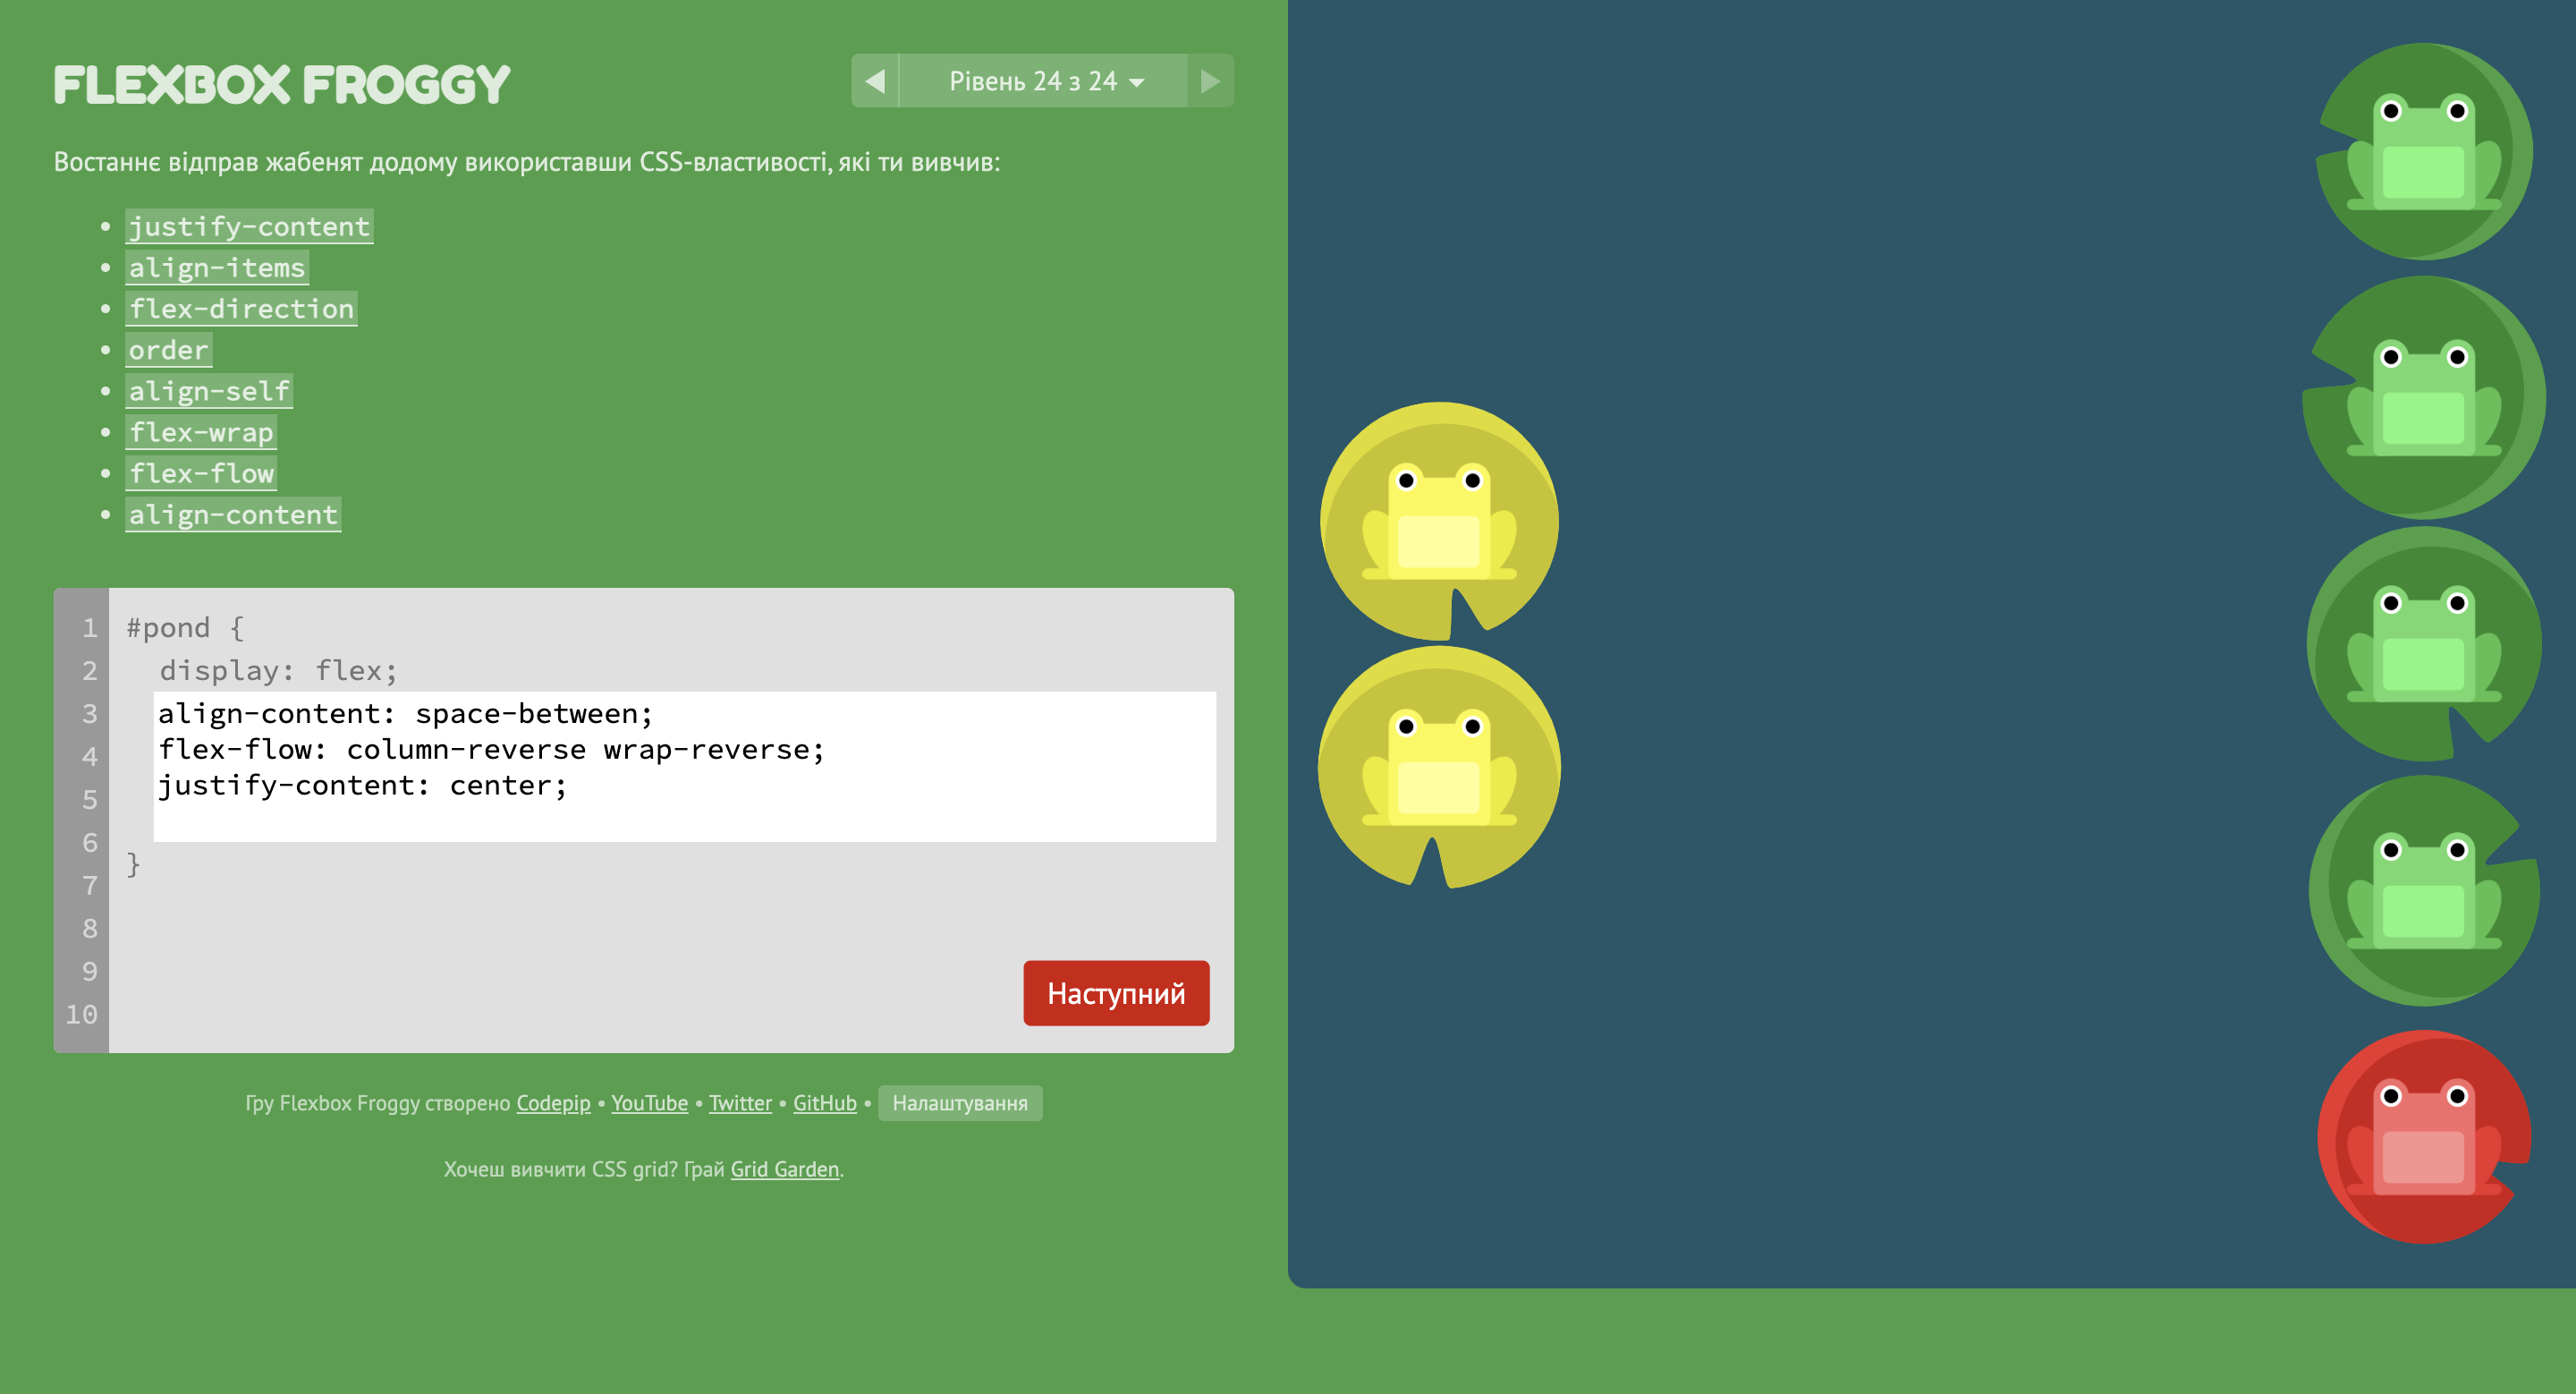 FLEXBOX FROGGY
Рівень 24 з 24
Востаннє відправ жабенят додому використавши CSS-властивості, які ти вивчив:
justify-content
align-items
flex-direction
order
align-self
flex-wrap
flex-flow
align-content
1 #pond {
2 display: flex;
3 align-content: space-between;
4 flex-flow: column-reverse wrap-reverse;
5 justify-content: center;
6
}
7
8
9
Наступний
10
Гру Flexbox Froggy створено Codepip • YouTube • Twitter • GitHub • Налаштування
Хочеш вивчити CSS grid? Грай Grid Garden.